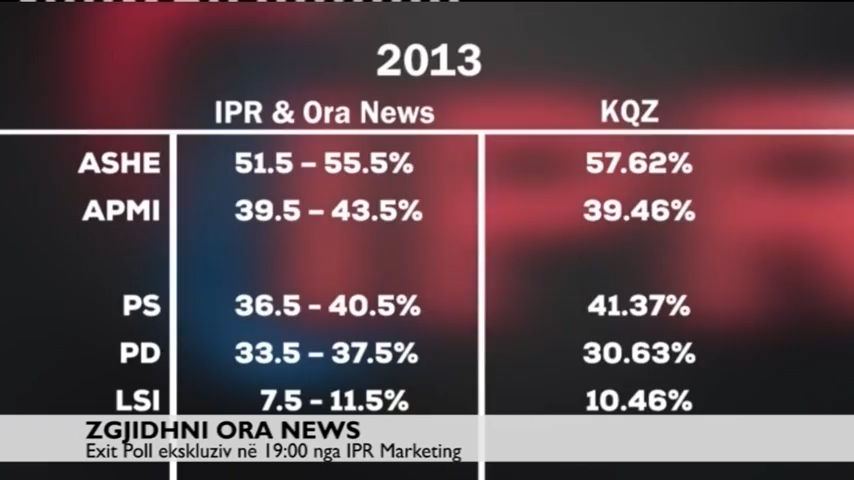 2013
IPR & Ora News KQZ
ASHE 51.5 – 55.5% 57.62%
APMI 39.5 – 43.5% 39.46%
PS 36.5 - 40.5% 41.37%
PD 33.5 – 37.5% 30.63%
LSI 7.5 - 11.5% 10.46%
ZGJIDHNI ORA NEWS
Exit Poll ekskluziv në 19:00 nga IPR Marketing